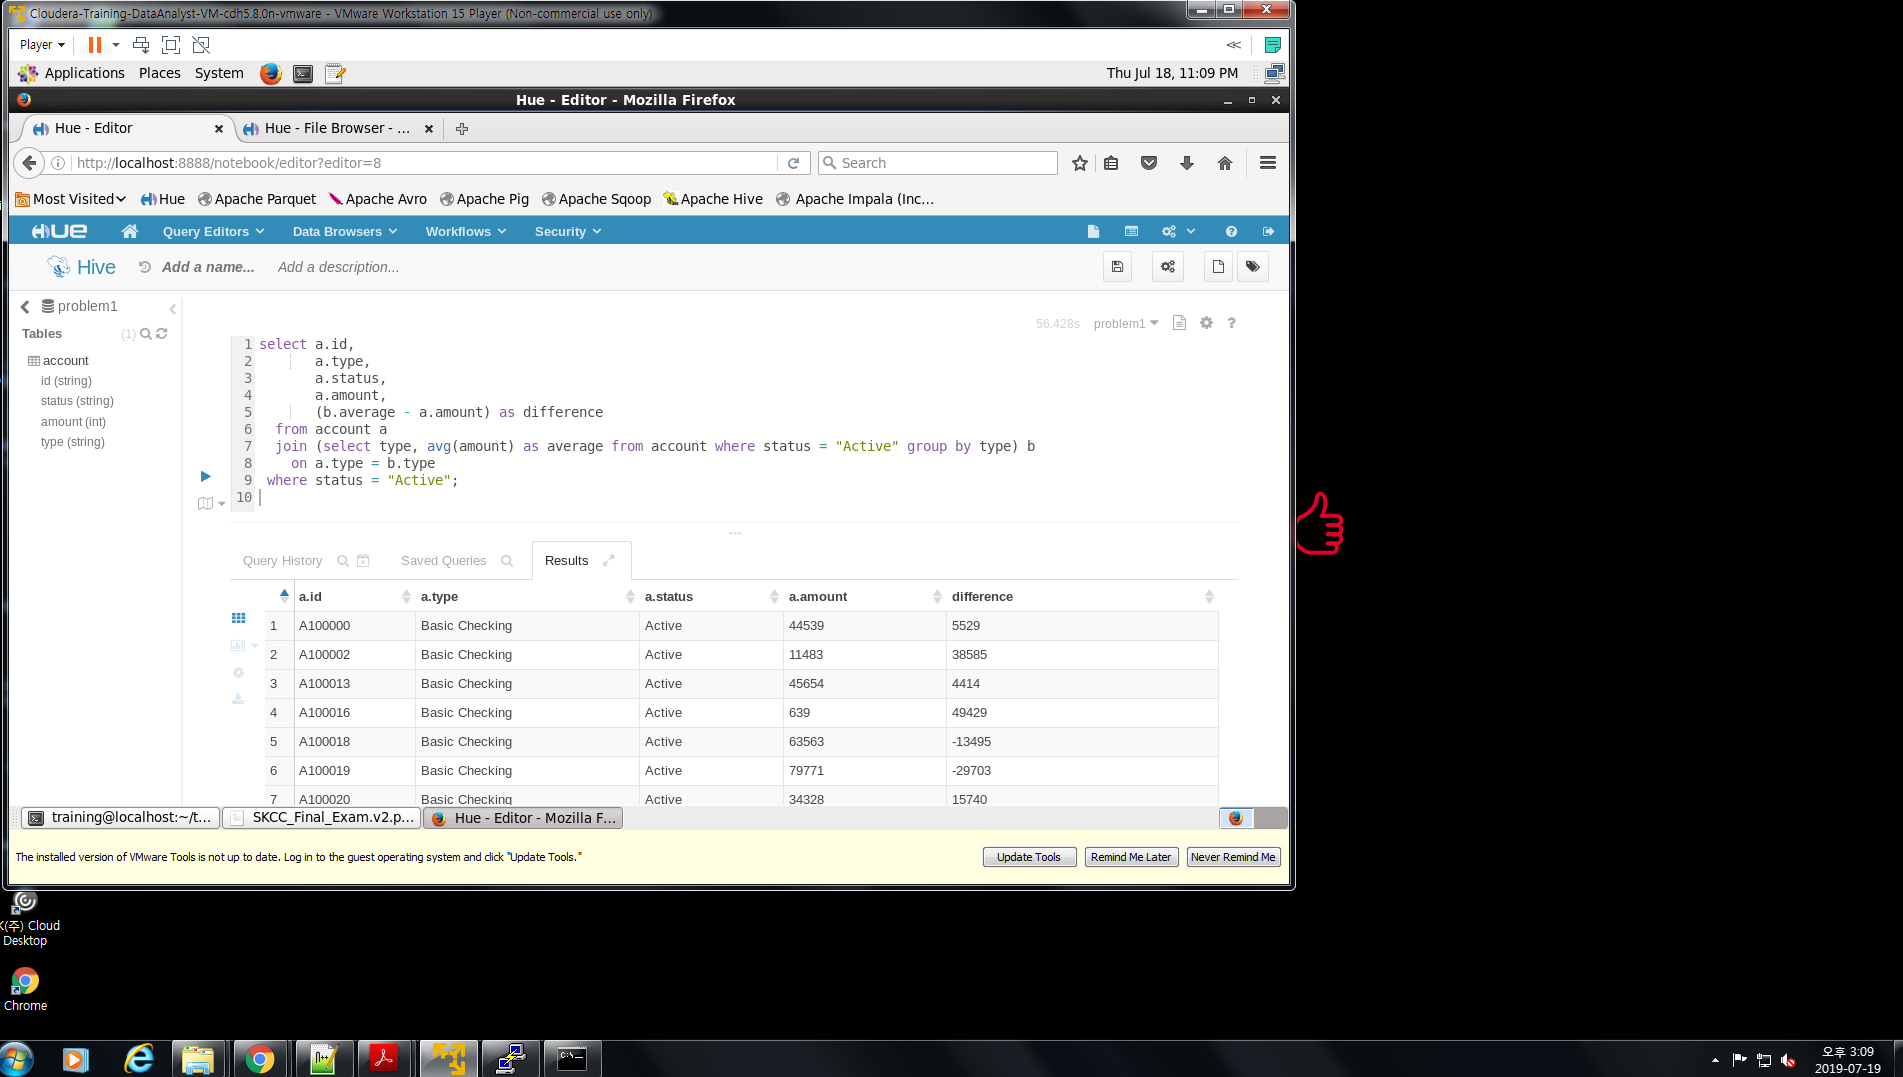 Cloudera-Training-DataAnalyst-VM-cdh5.8.0n-vmware - VMware Workstation 15 Player (Non-commercial use only)
Player
Applications Places System Thu Jul 18, 11:09 PM
Hue - Editor - Mozilla Firefox
Hue - Editor Hue - File Browser - ...
http://localhost:8888/notebook/editor?editor=8 Search
Most Visited Hue Apache Parquet Apache Avro Apache Pig Apache Sqoop Apache Hive Apache Impala (Inc...
HUE Query Editors Data Browsers Workflows Security
Hive Add a name... Add a description...
problem1
56.428s problem1 ?
Tables (1)
account
id (string)
status (string)
amount (int)
type (string)
1 select a.id,
2 a.type,
3 a.status,
4 a.amount,
5 (b.average - a.amount) as difference
6 from account a
7 join (select type, avg(amount) as average from account where status = "Active" group by type) b
8 on a.type = b.type
9 where status = "Active";
10
Query History Saved Queries Results
a.id a.type a.status a.amount difference
1 A100000 Basic Checking Active 44539 5529
2 A100002 Basic Checking Active 11483 38585
3 A100013 Basic Checking Active 45654 4414
4 A100016 Basic Checking Active 639 49429
5 A100018 Basic Checking Active 63563 -13495
6 A100019 Basic Checking Active 79771 -29703
7 A100020 Basic Checking Active 34328 15740
training@localhost:~/t... SKCC_Final_Exam.v2.p... Hue - Editor - Mozilla F...
The installed version of VMware Tools is not up to date. Log in to the guest operating system and click "Update Tools." Update Tools Remind Me Later Never Remind Me
K(주) Cloud
Desktop
Chrome
오후 3:09
2019-07-19